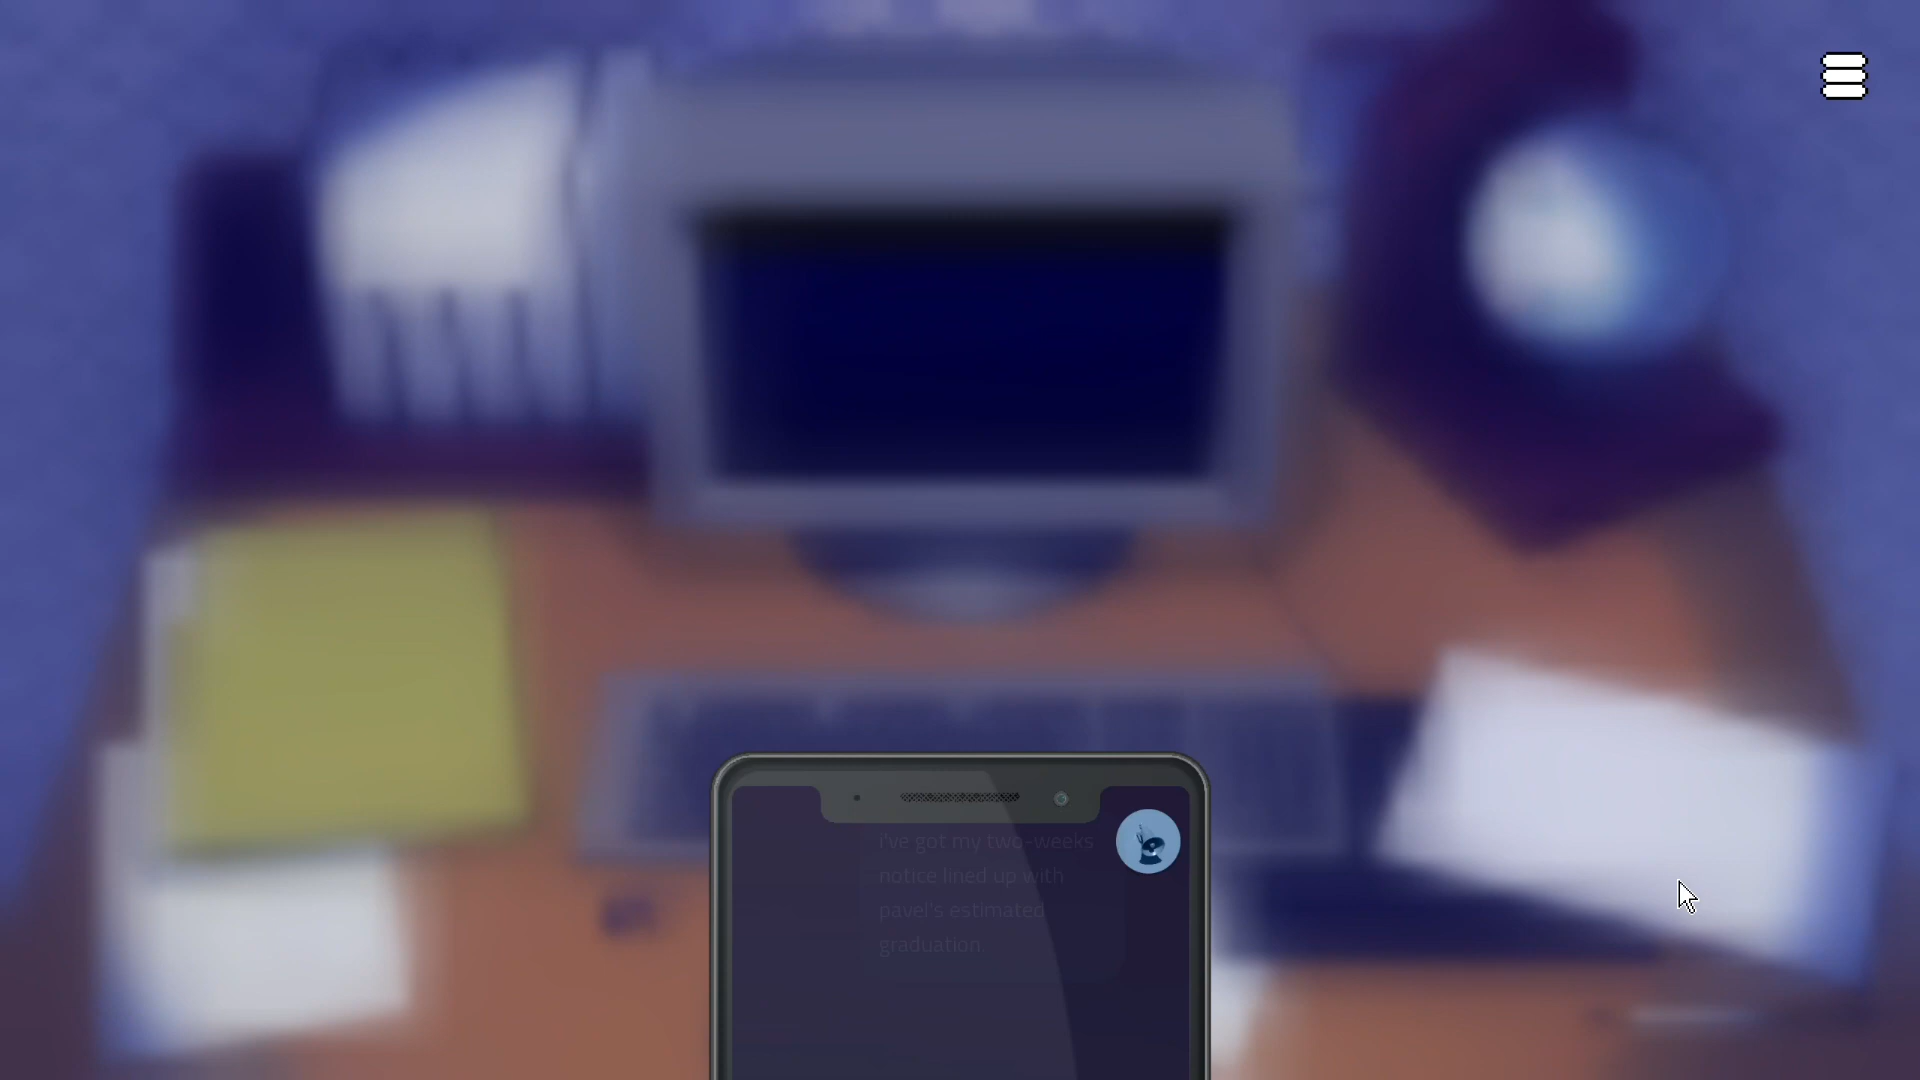 i've got my two-weeks
notice lined up with
pavel's estimated
graduation.